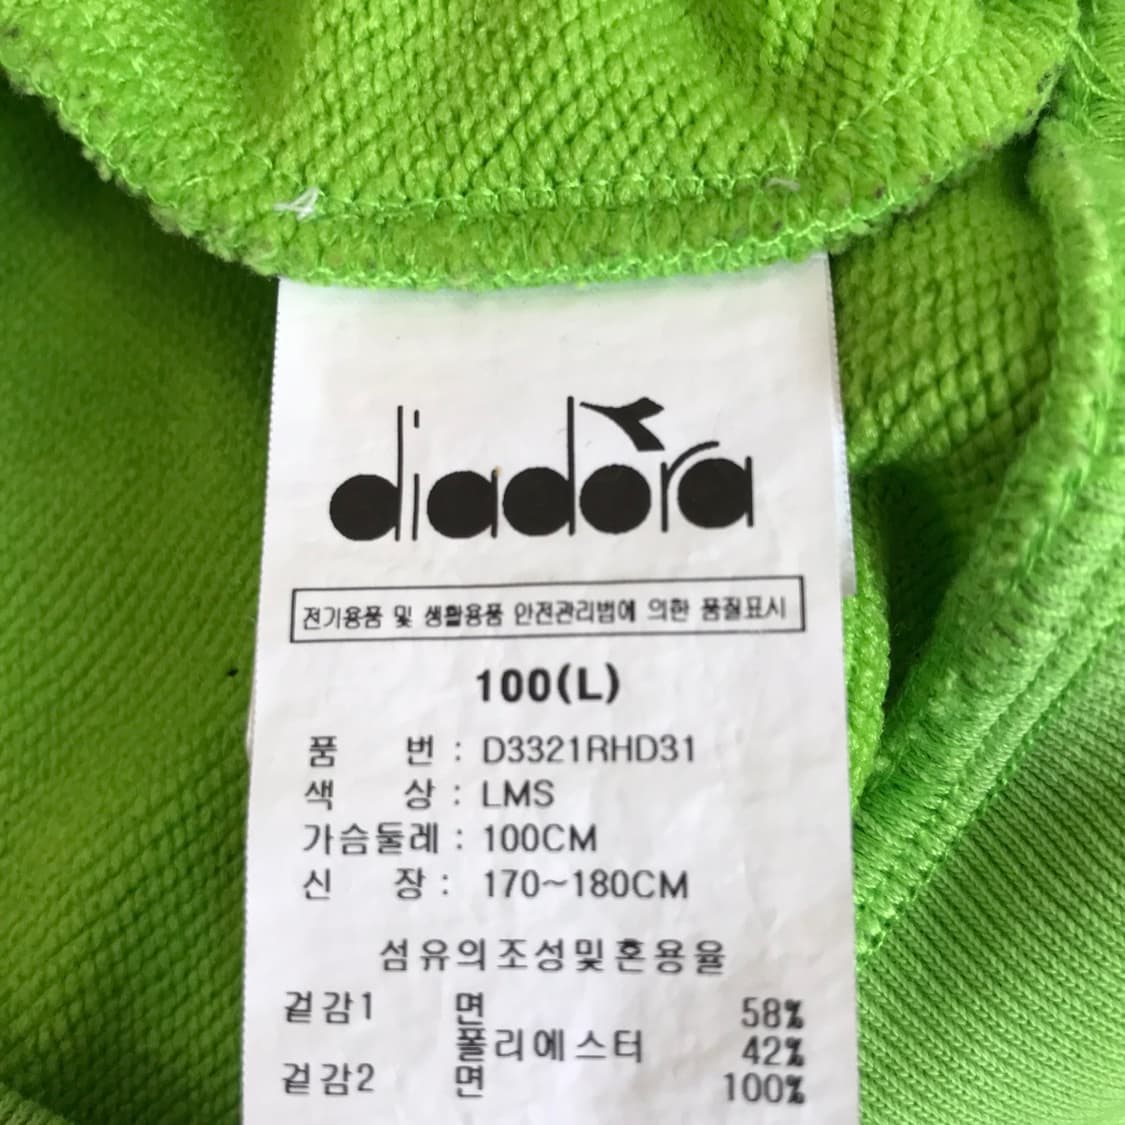 diadora
전기용품 및 생활용품 안전관리법에 의한 품질표시
100(L)
품 번 : D3321RHD31
색 상 : LMS
가슴둘레 : 100CM
신 장 : 170~180CM
섬유의조성및혼용율
겉감1 면 58%
폴리에스터 42%
겉감2 면 100%